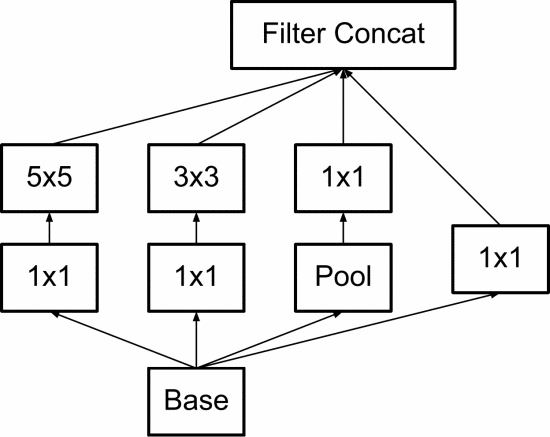 Filter Concat
5x5
3x3
1x1
1x1
1x1
1x1
Pool
Base